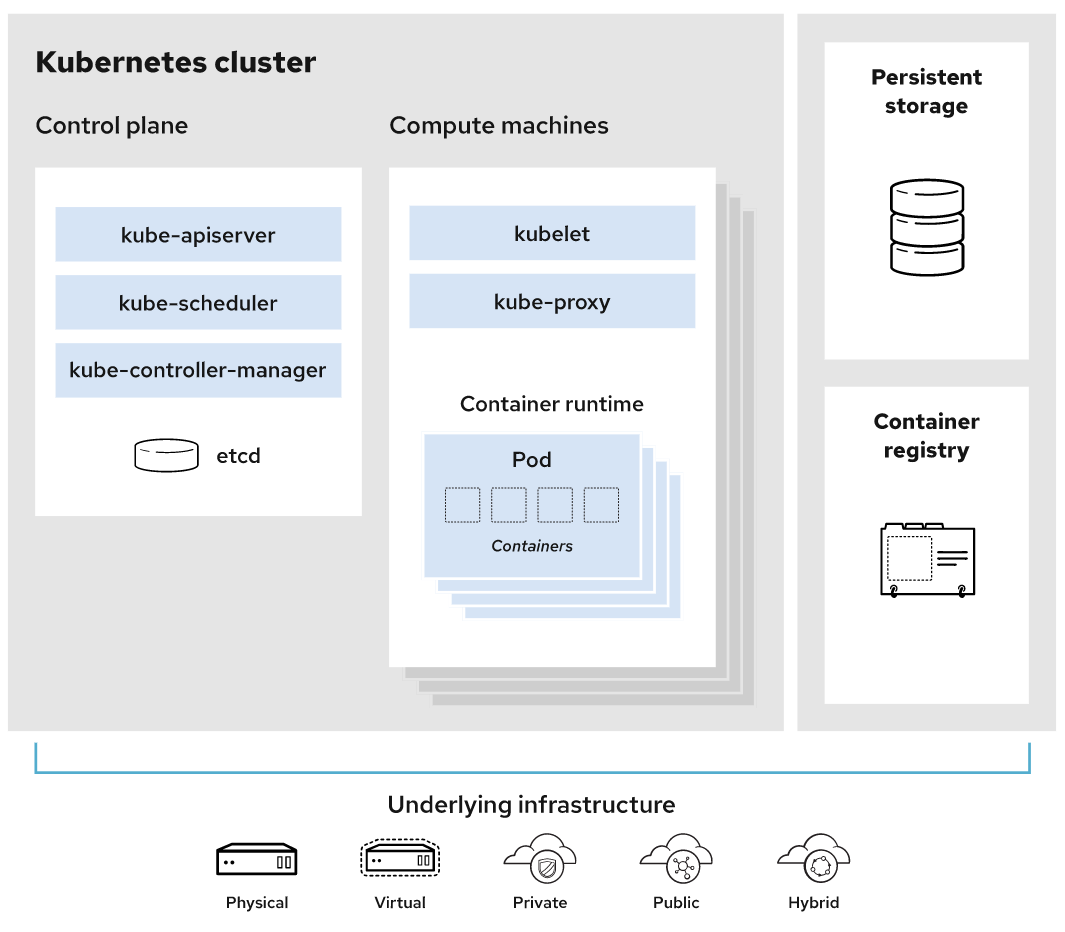 Kubernetes cluster
Control plane
kube-apiserver
kube-scheduler
kube-controller-manager
etcd
Compute machines
kubelet
kube-proxy
Container runtime
Pod
Containers
Persistent
storage
Container
registry
Underlying infrastructure
Physical
Virtual
Private
Public
Hybrid